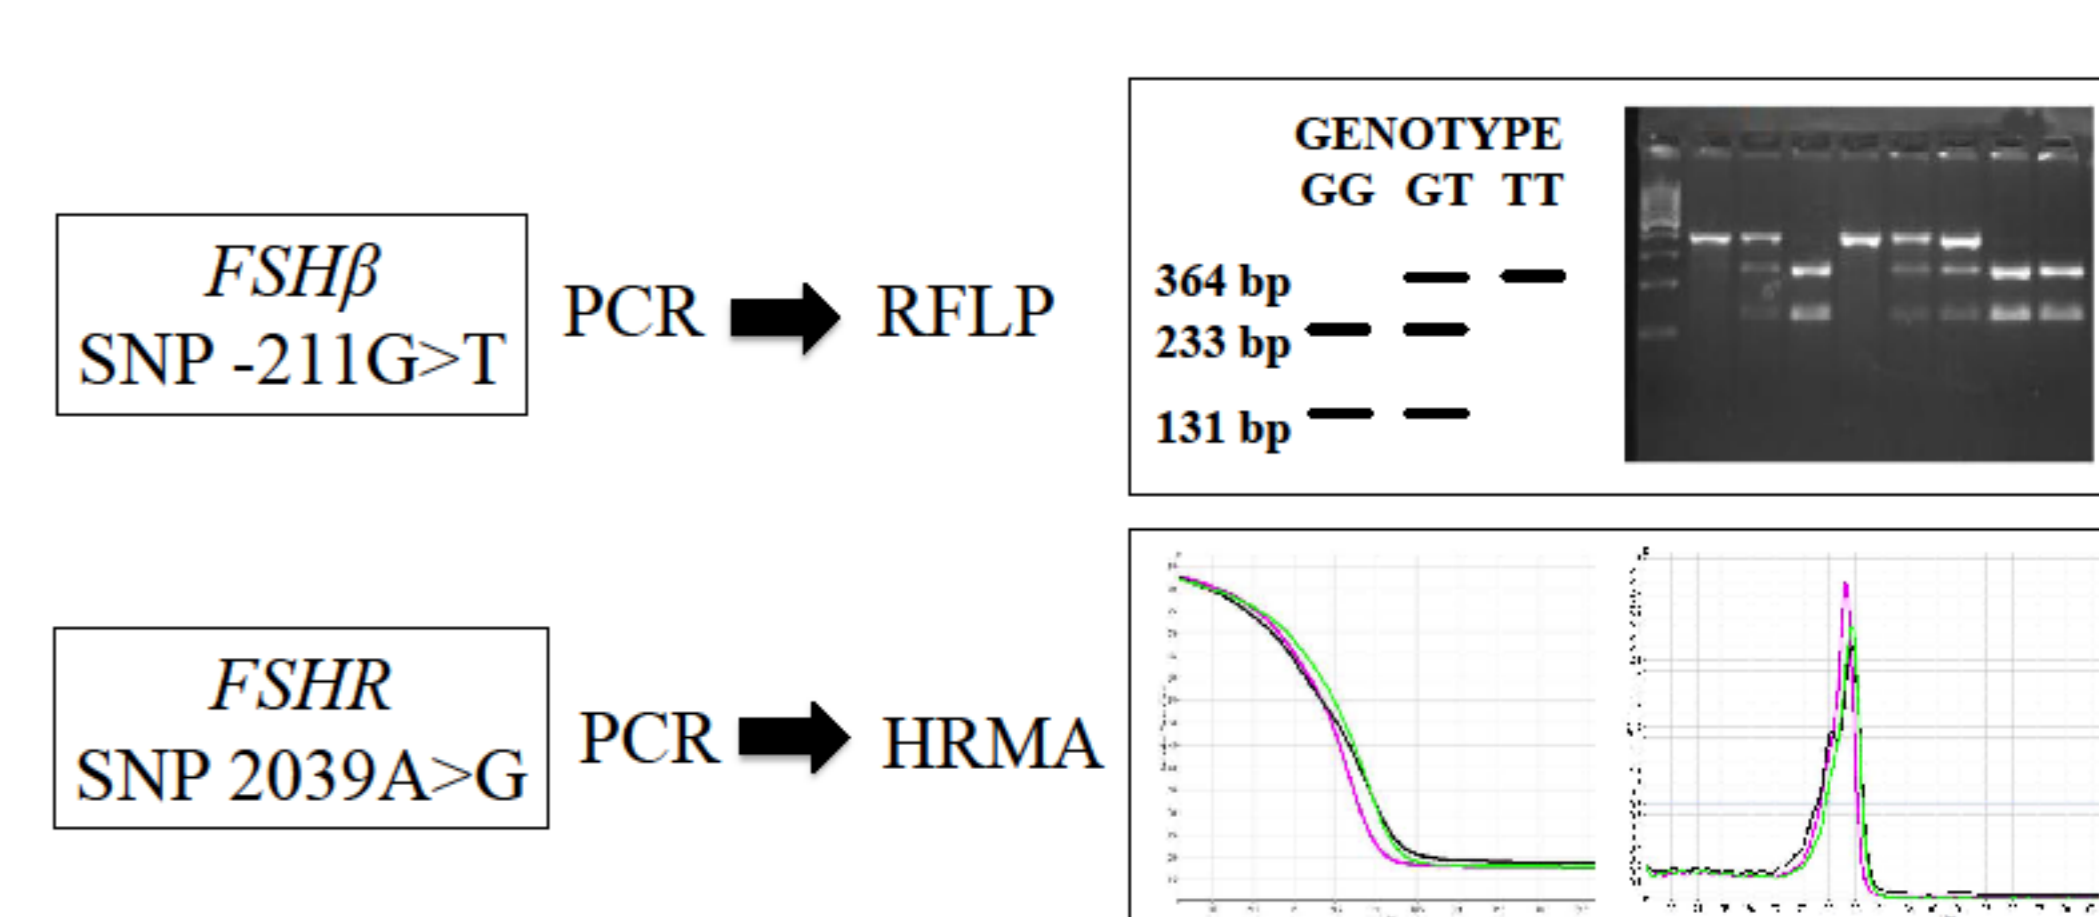 FSHβ
SNP -211G>T
PCR
RFLP
GENOTYPE
GG GT TT
364 bp
233 bp
131 bp
FSHR
SNP 2039A>G
PCR
HRMA